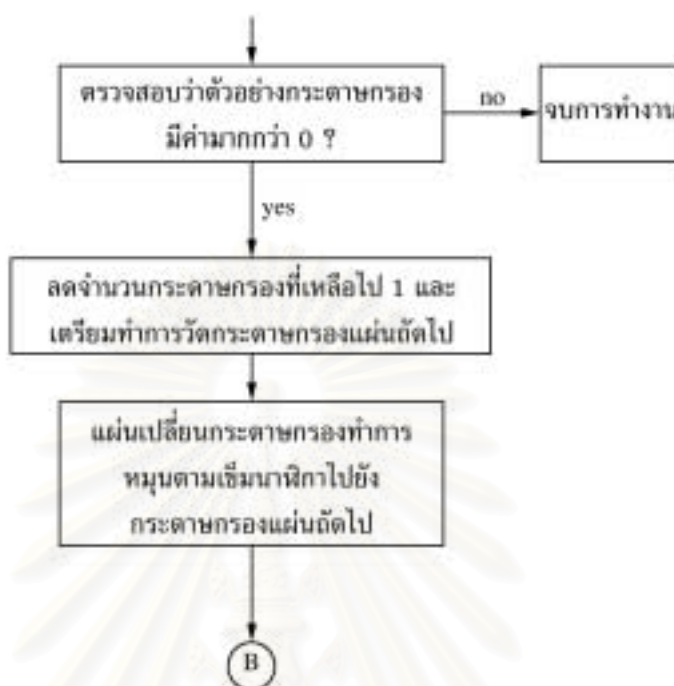 ตรวจสอบว่าตัวอย่างกระดาษกรอง
มีค่ามากกว่า 0 ?
no
จบการทำงาน
yes
ลดจำนวนกระดาษกรองที่เหลือไป 1 และ
เตรียมทำการวัดกระดาษกรองแผ่นถัดไป
แผ่นเปลี่ยนกระดาษกรองทำการ
หมุนตามเข็มนาฬิกาไปยัง
กระดาษกรองแผ่นถัดไป
B